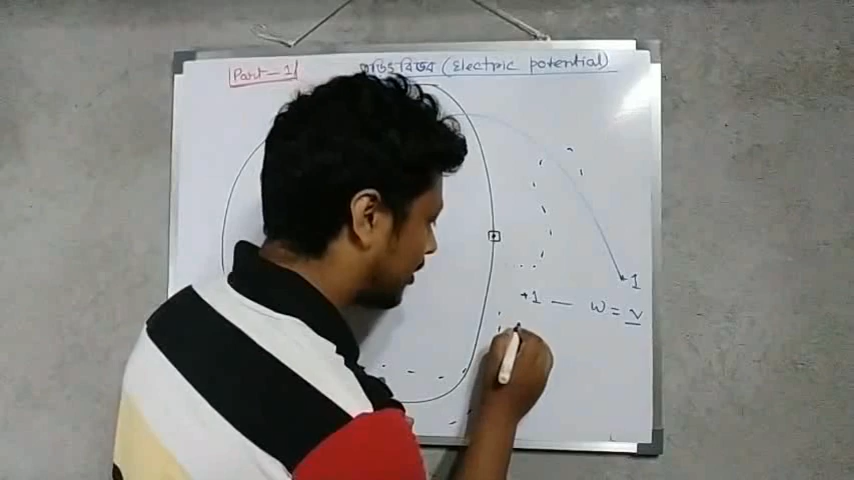 Part-1
তড়িৎ বিভব (Electric potential)
1
+1 — W = V